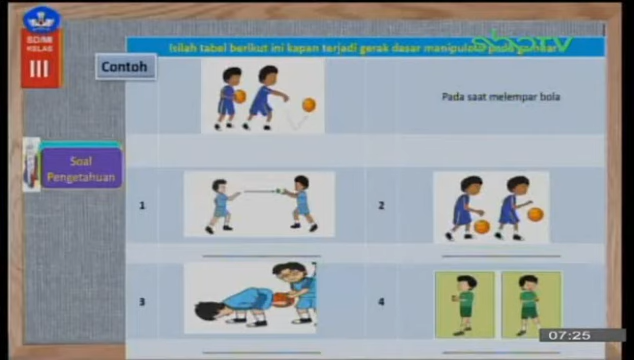 SD/MI
KELAS
III
Isilah tabel berikut ini kapan terjadi gerak dasar manipulatif pada gambar!
Contoh
Pada saat melempar bola
Soal
Pengetahuan
1
2
3
4
07:25